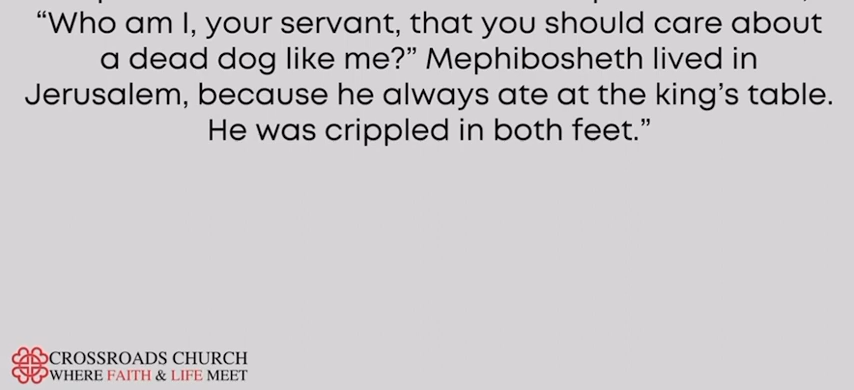 “Who am I, your servant, that you should care about
a dead dog like me?” Mephibosheth lived in
Jerusalem, because he always ate at the king’s table.
He was crippled in both feet.”
CROSSROADS CHURCH
WHERE FAITH & LIFE MEET